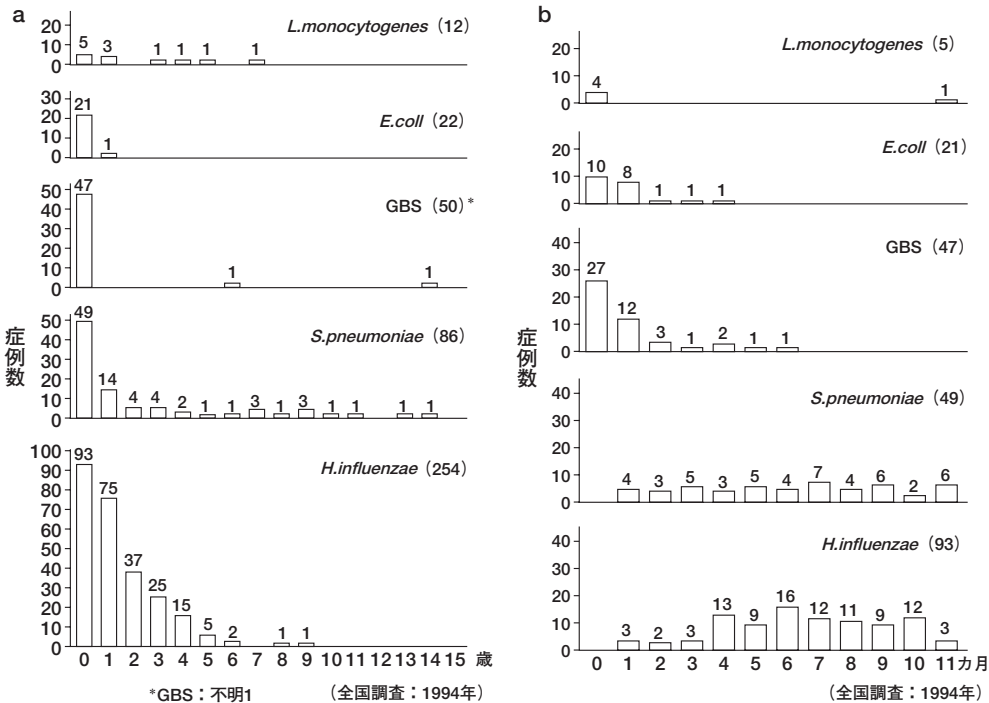 a
L.monocytogenes（12）
20
10
0
5 3 1 1 1 1
E.coll（22）
30
20
10
0
21 1
GBS（50）*
50
40
30
20
10
0
47 1 1
S.pneumoniae（86）
50
40
30
20
10
0
49 14 4 4 2 1 1 3 1 3 1 1 1 1
H.influenzae（254）
100
90
80
70
60
50
40
30
20
10
0
93 75 37 25 15 5 2 1 1
症例数
0 1 2 3 4 5 6 7 8 9 10 11 12 13 14 15 歳
*GBS：不明1
（全国調査：1994年）
b
L.monocytogenes（5）
20
10
0
4 1
E.coll（21）
20
10
0
10 8 1 1 1
GBS（47）
40
30
20
10
0
27 12 3 1 2 1 1
S.pneumoniae（49）
40
30
20
10
0
4 3 5 3 5 4 7 4 6 2 6
H.influenzae（93）
40
30
20
10
0
3 2 3 13 9 16 12 11 9 12 3
症例数
0 1 2 3 4 5 6 7 8 9 10 11カ月
（全国調査：1994年）